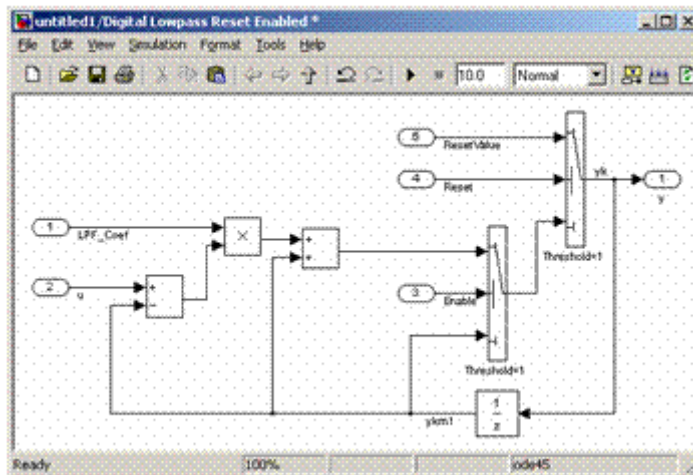 untitled1/Digital Lowpass Reset Enabled *
File Edit View Simulation Format Tools Help
10.0 Normal
5
ResetValue
4
Reset
yk
1
y
1
LPF_Coef
×
+
+
Threshold=1
2
u
+
−
3
Enable
Threshold=1
ykm1
1
z
Ready 100% ode45